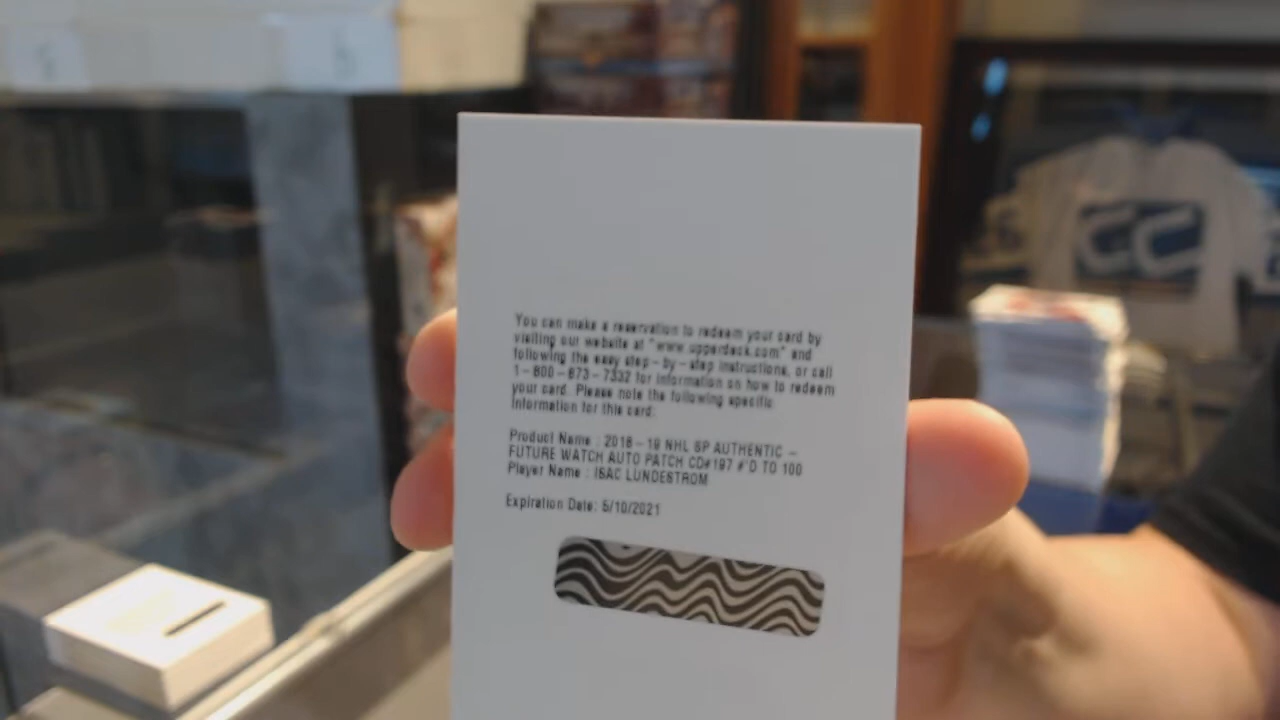 You can make a reservation to redeem your card by
visiting our website at "www.upperdeck.com" and
following the easy step-by-step instructions, or call
1-800-873-7332 for information on how to redeem
your card. Please note the following specific
information for this card:
Product Name : 2018-19 NHL SP AUTHENTIC -
FUTURE WATCH AUTO PATCH CD#197 #'D TO 100
Player Name : ISAC LUNDESTROM
Expiration Date: 5/10/2021